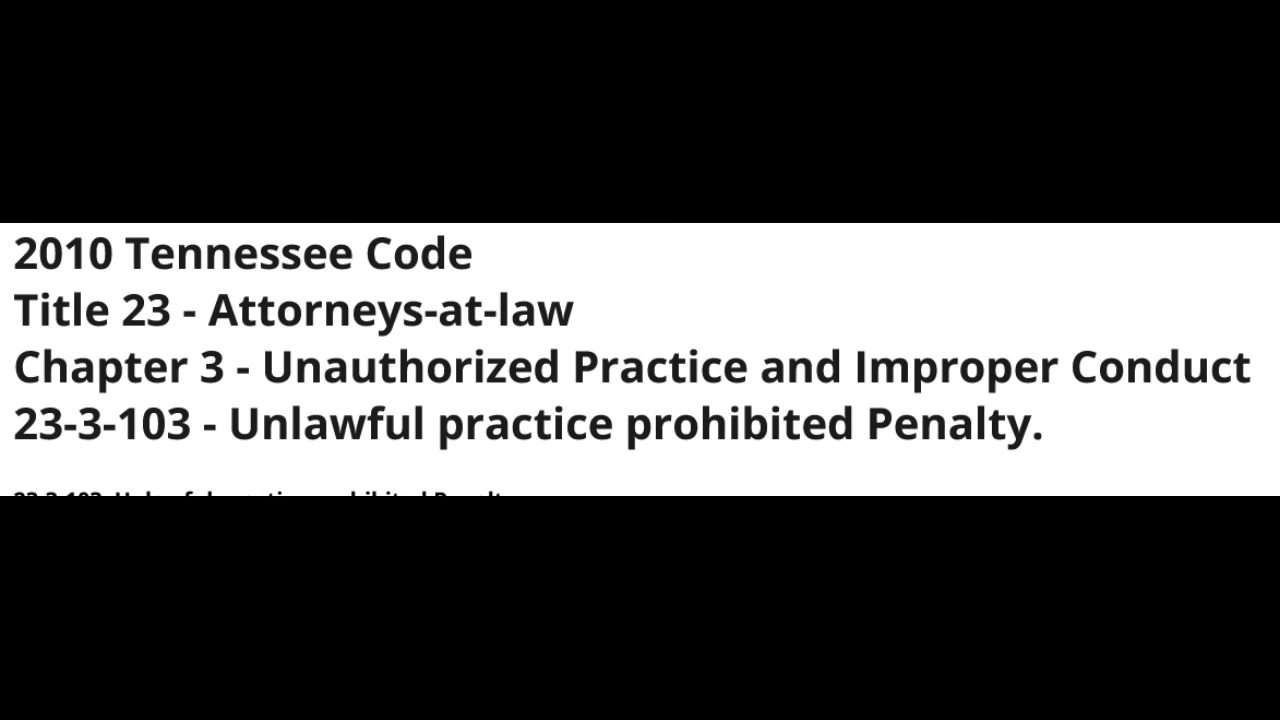 2010 Tennessee Code
Title 23 - Attorneys-at-law
Chapter 3 - Unauthorized Practice and Improper Conduct
23-3-103 - Unlawful practice prohibited Penalty.